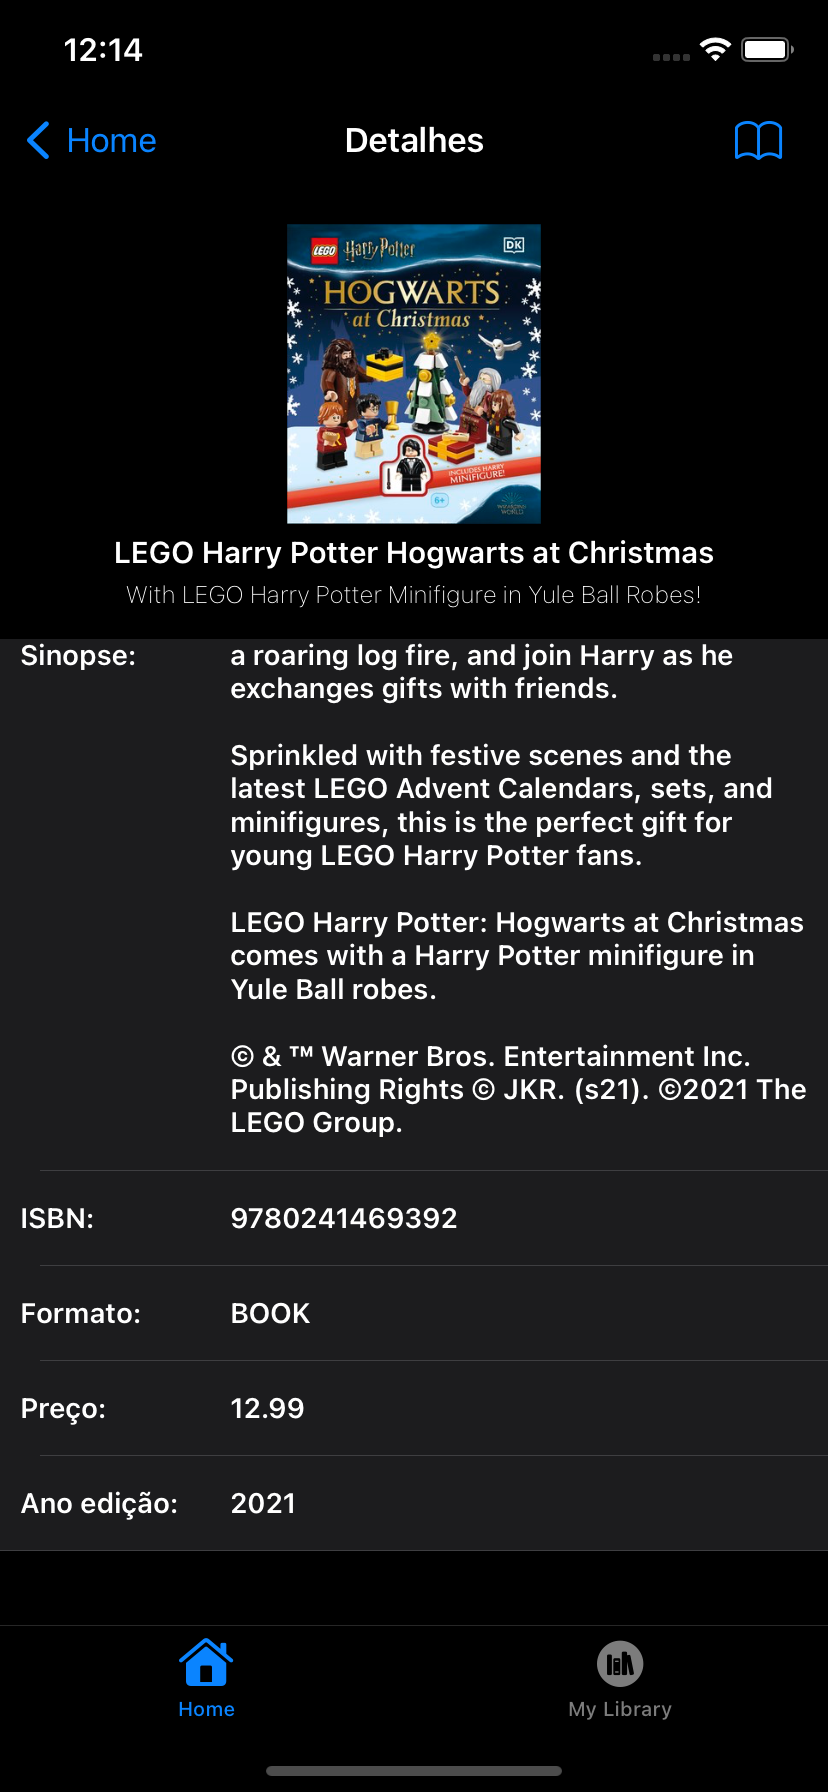 12:14
Home
Detalhes
LEGO Harry Potter
DK
HOGWARTS
at Christmas
INCLUDES HARRY
MINIFIGURE!
6+
WIZARDING
WORLD
LEGO Harry Potter Hogwarts at Christmas
With LEGO Harry Potter Minifigure in Yule Ball Robes!
Sinopse:
a roaring log fire, and join Harry as he
exchanges gifts with friends.
Sprinkled with festive scenes and the
latest LEGO Advent Calendars, sets, and
minifigures, this is the perfect gift for
young LEGO Harry Potter fans.
LEGO Harry Potter: Hogwarts at Christmas
comes with a Harry Potter minifigure in
Yule Ball robes.
© & ™ Warner Bros. Entertainment Inc.
Publishing Rights © JKR. (s21). ©2021 The
LEGO Group.
ISBN: 9780241469392
Formato: BOOK
Preço: 12.99
Ano edição: 2021
Home
My Library